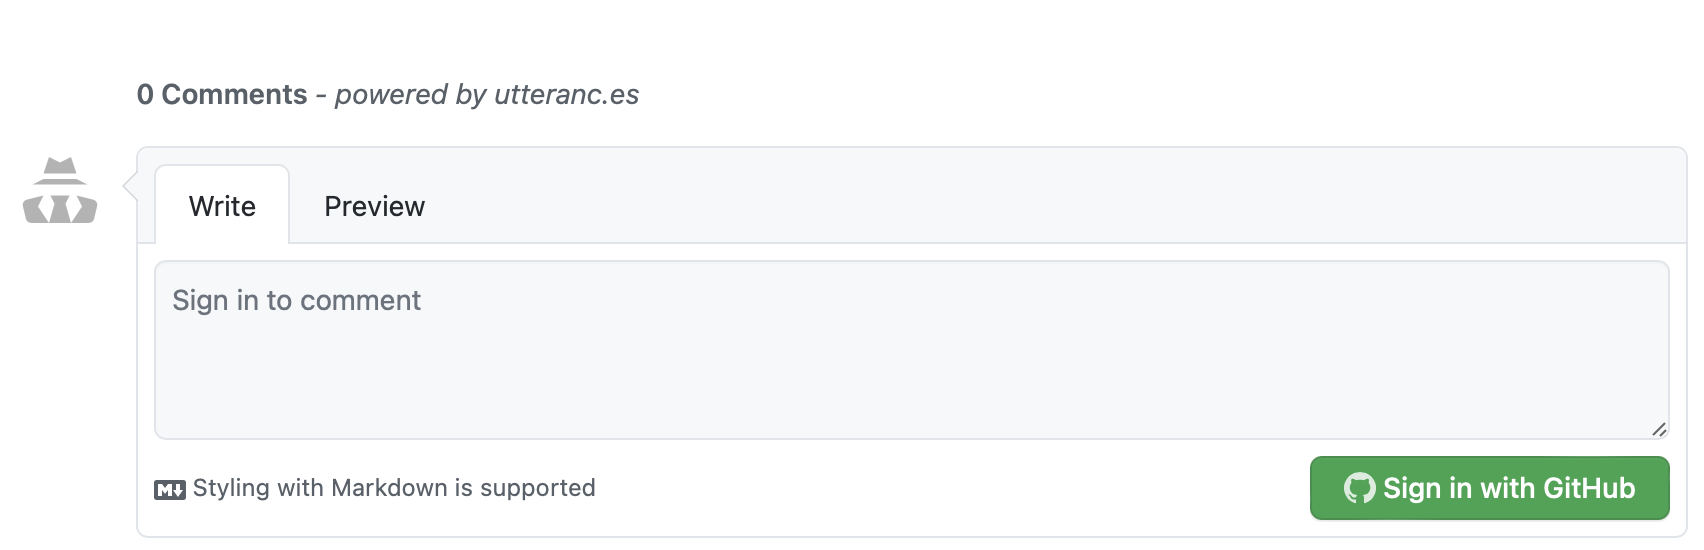 0 Comments - powered by utteranc.es
Write Preview
Sign in to comment
M Styling with Markdown is supported
Sign in with GitHub